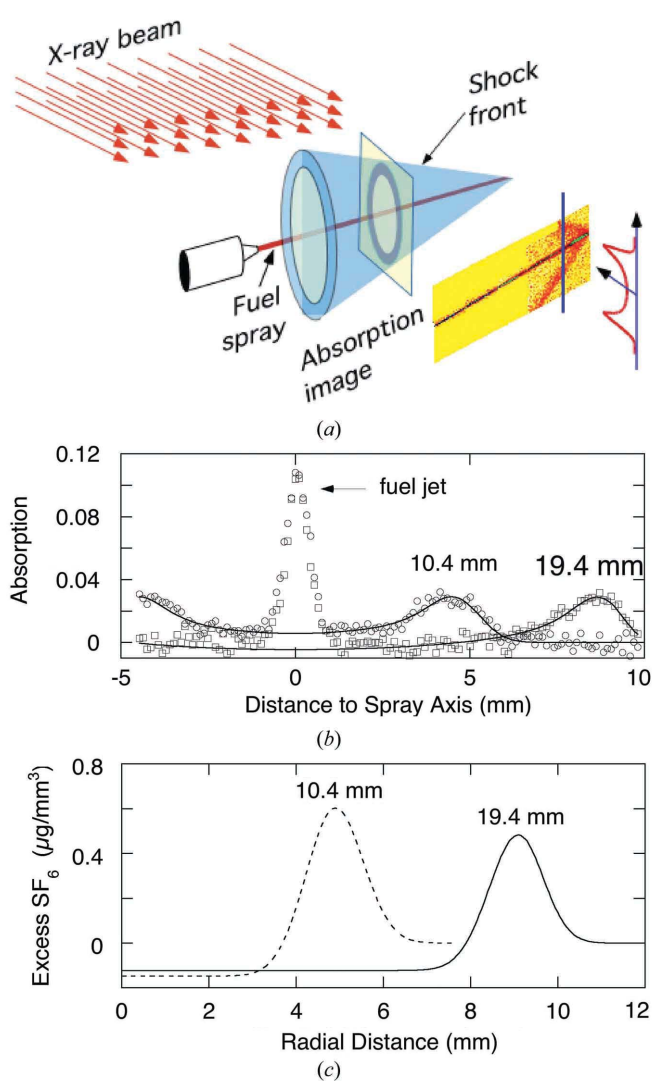 X-ray beam
Shock
front
Fuel
spray
Absorption
image
(a)
0.12
0.08
0.04
0
Absorption
fuel jet
10.4 mm
19.4 mm
-5
0
5
10
Distance to Spray Axis (mm)
(b)
0.8
0.4
0
Excess SF6 (µg/mm³)
10.4 mm
19.4 mm
0
2
4
6
8
10
12
Radial Distance (mm)
(c)